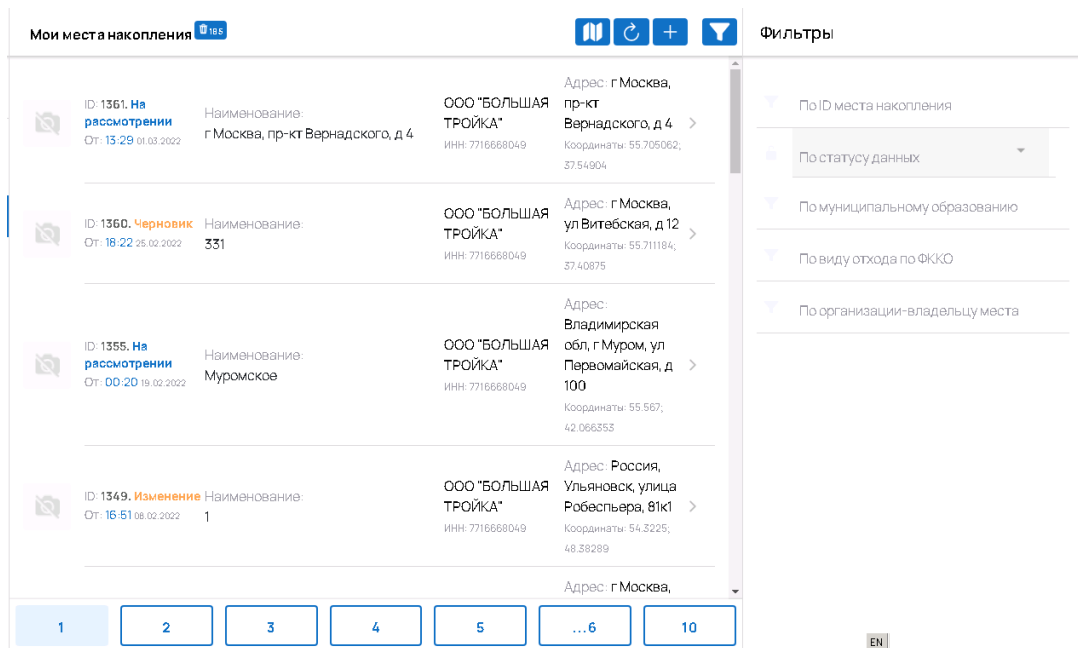 Мои места накопления 185
Фильтры
ID: 1361. На
рассмотрении
От: 13:29 01.03.2022
Наименование:
г Москва, пр-кт Вернадского, д 4
ООО "БОЛЬШАЯ
ТРОЙКА"
ИНН: 7716668049
Адрес: г Москва,
пр-кт
Вернадского, д 4
Координаты: 55.705062;
37.54904
ID: 1360. Черновик
От: 18:22 25.02.2022
Наименование:
331
ООО "БОЛЬШАЯ
ТРОЙКА"
ИНН: 7716668049
Адрес: г Москва,
ул Витебская, д 12
Координаты: 55.711184;
37.40875
ID: 1355. На
рассмотрении
От: 00:20 19.02.2022
Наименование:
Муромское
ООО "БОЛЬШАЯ
ТРОЙКА"
ИНН: 7716668049
Адрес:
Владимирская
обл, г Муром, ул
Первомайская, д
100
Координаты: 55.567;
42.066353
ID: 1349. Изменение
От: 16:51 08.02.2022
Наименование:
1
ООО "БОЛЬШАЯ
ТРОЙКА"
ИНН: 7716668049
Адрес: Россия,
Ульяновск, улица
Робеспьера, 81к1
Координаты: 54.3225;
48.38289
Адрес: г Москва,
1 2 3 4 5 ...6 10
По ID места накопления
По статусу данных
По муниципальному образованию
По виду отхода по ФККО
По организации-владельцу места
EN